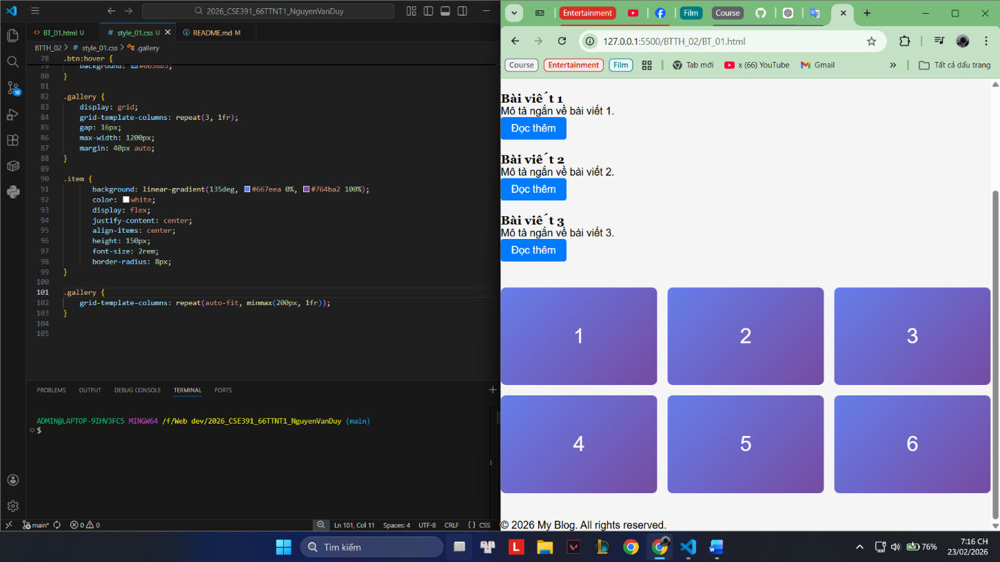 2026_CSE391_66TTNT1_NguyenVanDuy
BT_01.html U
# style_01.css U
README.md M
BTTH_02 > # style_01.css > .gallery
78 .btn:hover {
79 background: #0056b3;
80 }
81
82 .gallery {
83 display: grid;
84 grid-template-columns: repeat(3, 1fr);
85 gap: 16px;
86 max-width: 1200px;
87 margin: 40px auto;
88 }
89
90 .item {
91 background: linear-gradient(135deg, #667eea 0%, #764ba2 100%);
92 color: white;
93 display: flex;
94 justify-content: center;
95 align-items: center;
96 height: 150px;
97 font-size: 2rem;
98 border-radius: 8px;
99 }
100
101 .gallery {
102 grid-template-columns: repeat(auto-fit, minmax(200px, 1fr));
103 }
104
105
10
PROBLEMS OUTPUT DEBUG CONSOLE TERMINAL PORTS
ADMIN@LAPTOP-9IHV3FC5 MINGW64 /f/Web dev/2026_CSE391_66TTNT1_NguyenVanDuy (main)
$
main* 0 0 Ln 101, Col 11 Spaces: 4 UTF-8 CRLF { } CSS
Entertainment Film Course
127.0.0.1:5500/BTTH_02/BT_01.html
Course Entertainment Film Tab mới x (66) YouTube Gmail » Tất cả dấu trang
Bài viết 1
Mô tả ngắn về bài viết 1.
Đọc thêm
Bài viết 2
Mô tả ngắn về bài viết 2.
Đọc thêm
Bài viết 3
Mô tả ngắn về bài viết 3.
Đọc thêm
1 2 3
4 5 6
© 2026 My Blog. All rights reserved.
Tìm kiếm
L
W
76%
7:16 CH
23/02/2026